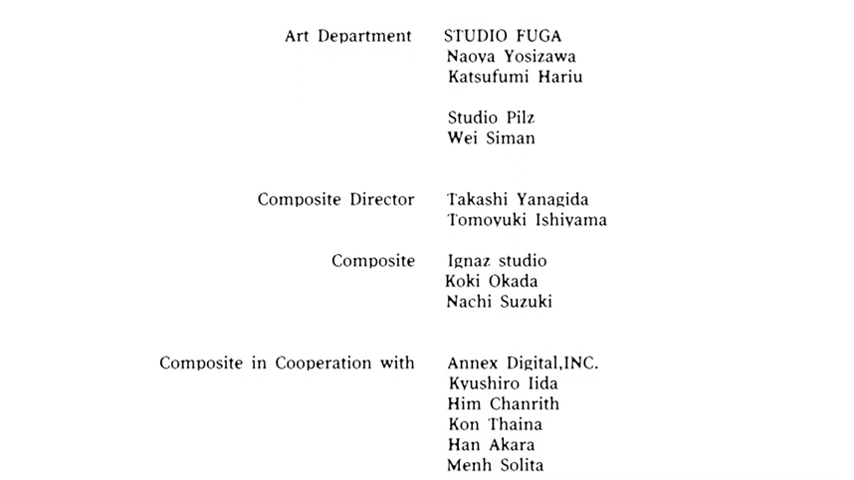 Art Department STUDIO FUGA
Naoya Yosizawa
Katsufumi Hariu
Studio Pilz
Wei Siman
Composite Director Takashi Yanagida
Tomoyuki Ishiyama
Composite Ignaz studio
Koki Okada
Nachi Suzuki
Composite in Cooperation with Annex Digital,INC.
Kyushiro Iida
Him Chanrith
Kon Thaina
Han Akara
Menh Solita